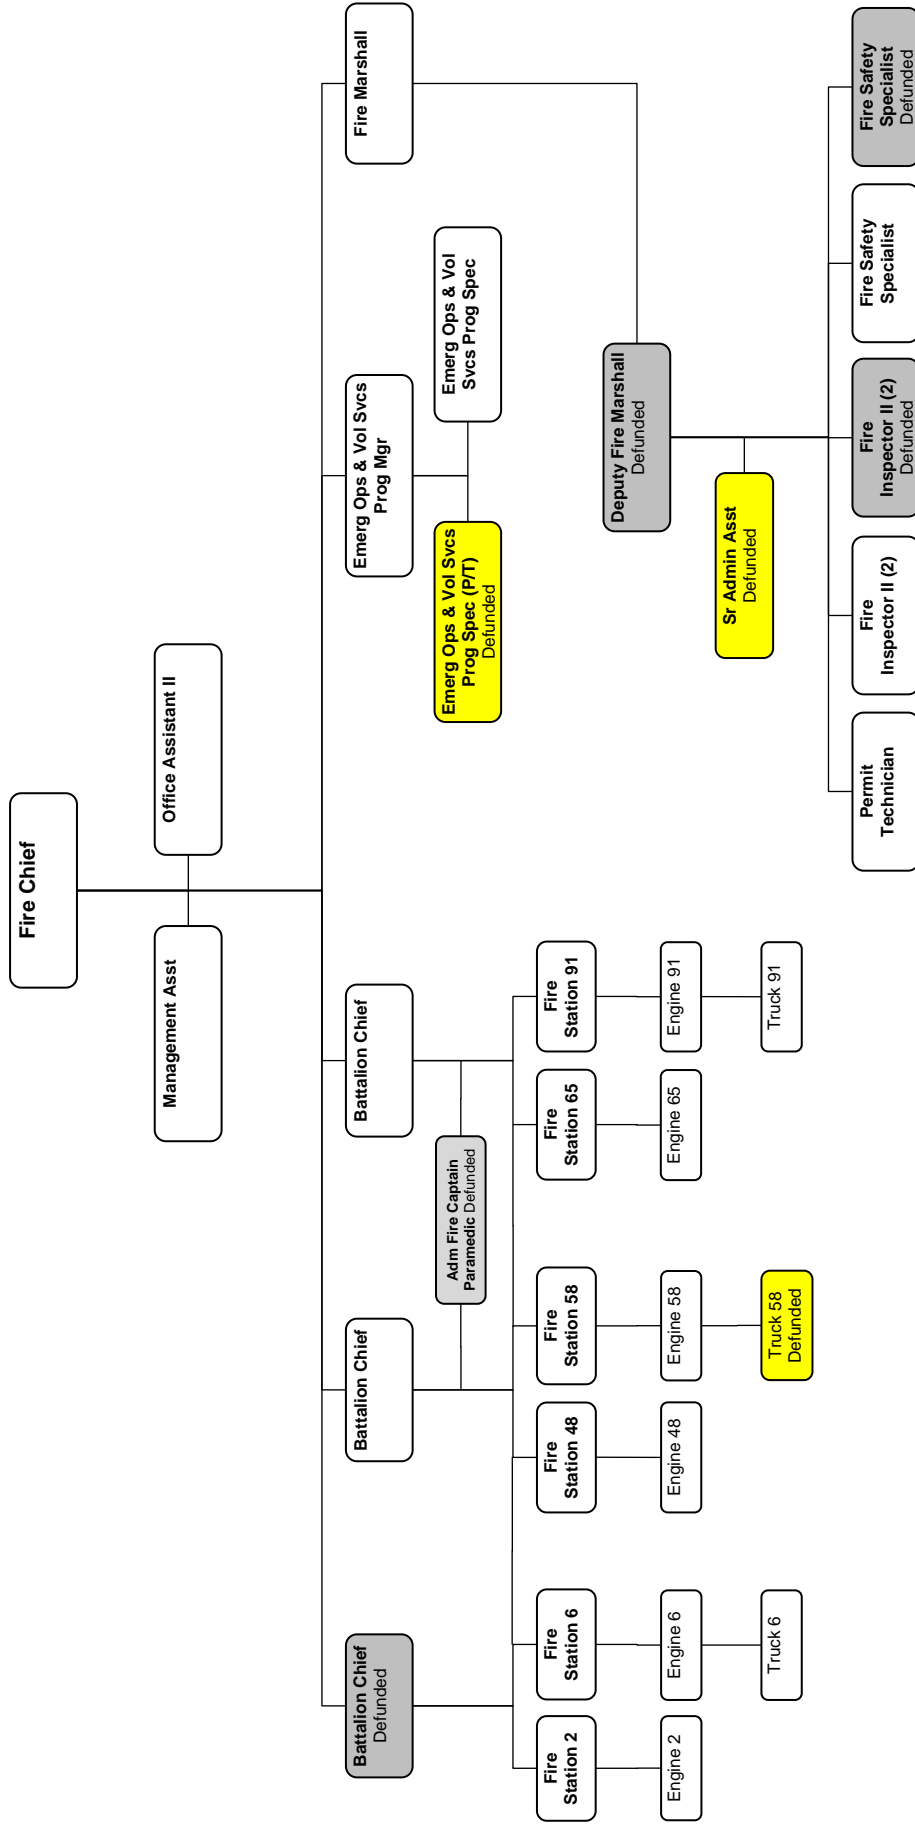 Fire Chief
Management Asst
Office Assistant II
Battalion Chief
Defunded
Battalion Chief
Battalion Chief
Emerg Ops & Vol Svcs
Prog Mgr
Fire Marshall
Adm Fire Captain
Paramedic Defunded
Emerg Ops & Vol Svcs
Prog Spec (P/T)
Defunded
Emerg Ops & Vol
Svcs Prog Spec
Fire
Station 2
Fire
Station 6
Fire
Station 48
Fire
Station 58
Fire
Station 65
Fire
Station 91
Deputy Fire Marshall
Defunded
Engine 2
Engine 6
Engine 48
Engine 58
Engine 65
Engine 91
Sr Admin Asst
Defunded
Truck 6
Truck 58
Defunded
Truck 91
Permit
Technician
Fire
Inspector II (2)
Fire
Inspector II (2)
Defunded
Fire Safety
Specialist
Fire Safety
Specialist
Defunded